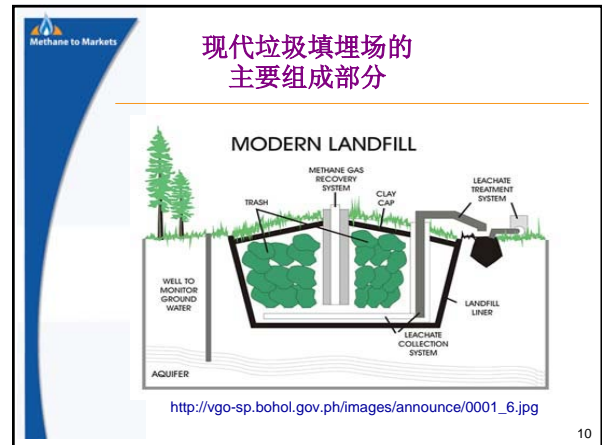 Methane to Markets
现代垃圾填埋场的
主要组成部分
MODERN LANDFILL
METHANE GAS
RECOVERY
SYSTEM
LEACHATE
TREATMENT
SYSTEM
TRASH
CLAY
CAP
WELL TO
MONITOR
GROUND
WATER
LANDFILL
LINER
LEACHATE
COLLECTION
SYSTEM
AQUIFER
http://vgo-sp.bohol.gov.ph/images/announce/0001_6.jpg
10